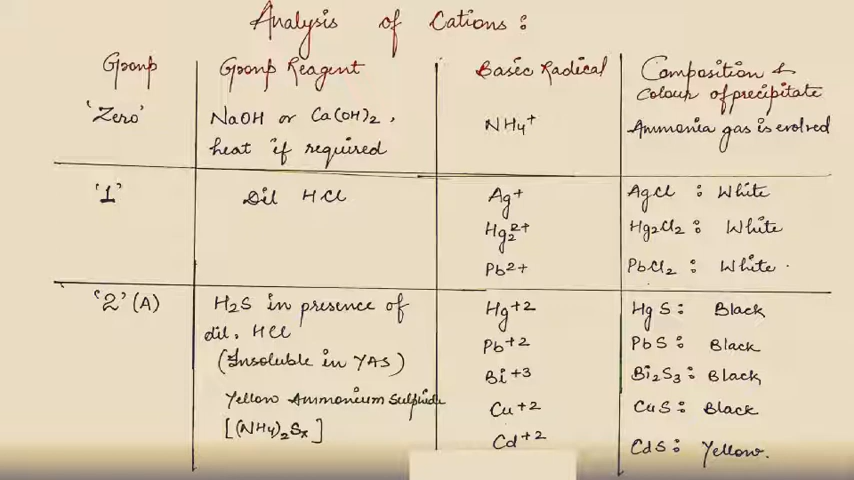 Analysis of Cations :
Group Group Reagent Basic Radical Composition & Colour of precipitate
'Zero' NaOH or Ca(OH)2, heat if required NH4+ Ammonia gas is evolved
'1' Dil HCl Ag+ AgCl : White
Hg2 2+ Hg2Cl2 : White
Pb2+ PbCl2 : White
'2' (A) H2S in presence of dil. HCl Hg+2 HgS : Black
(Insoluble in YAS) Pb+2 PbS : Black
Bi+3 Bi2S3 : Black
Yellow Ammonium Sulphide Cu+2 CuS : Black
[(NH4)2Sx] Cd+2 CdS : Yellow.